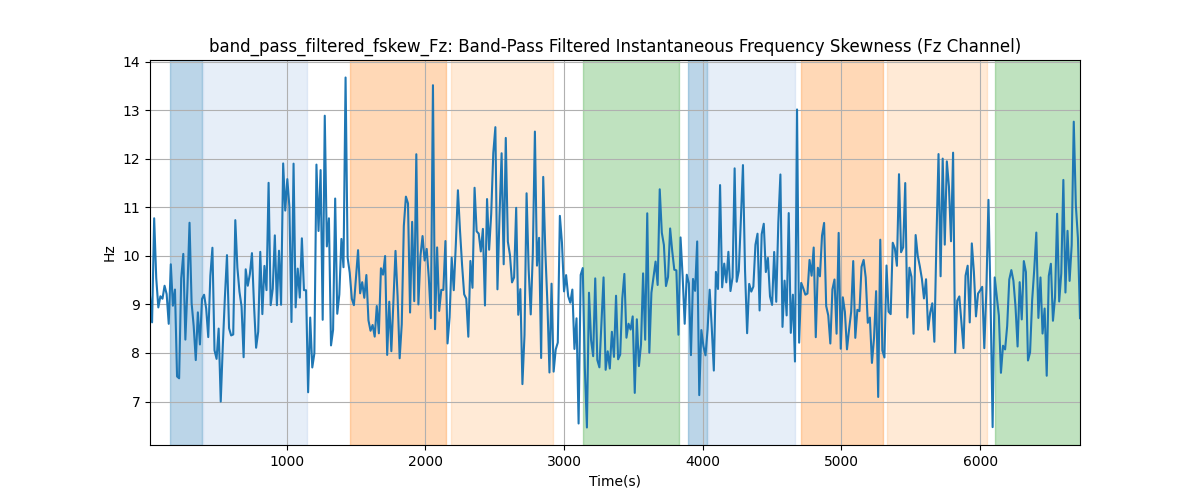 band_pass_filtered_fskew_Fz: Band-Pass Filtered Instantaneous Frequency Skewness (Fz Channel)
14
13
12
11
10
9
8
7
Hz
1000 2000 3000 4000 5000 6000
Time(s)